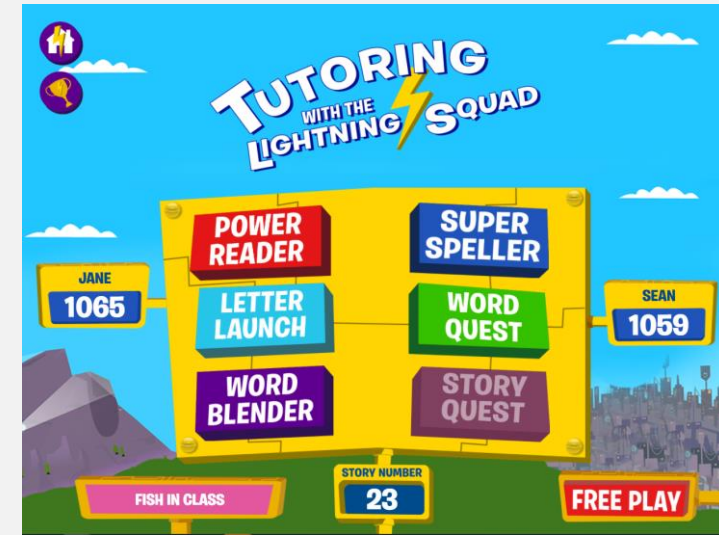 TUTORING
WITH THE
LIGHTNING SQUAD
POWER
READER
SUPER
SPELLER
JANE
1065
LETTER
LAUNCH
WORD
QUEST
SEAN
1059
WORD
BLENDER
STORY
QUEST
FISH IN CLASS
STORY NUMBER
23
FREE PLAY